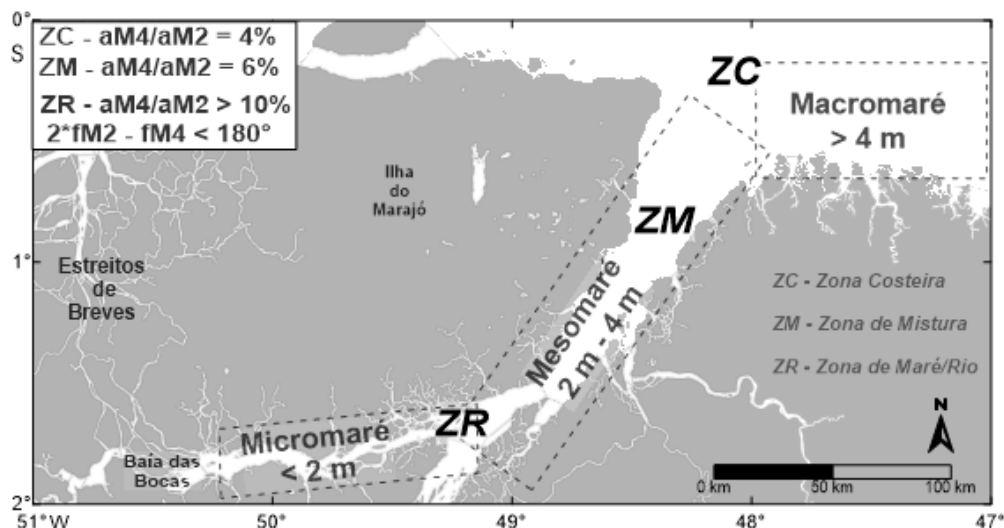 0°
S
ZC - aM4/aM2 = 4%
ZM - aM4/aM2 = 6%
ZR - aM4/aM2 > 10%
2*fM2 - fM4 < 180°
ZC
Macromaré
> 4 m
Ilha
do
Marajó
ZM
1°
Estreitos
de
Breves
ZC - Zona Costeira
ZM - Zona de Mistura
ZR - Zona de Maré/Rio
Mesomaré
2 m - 4 m
ZR
Micromaré
< 2 m
Baía das
Bocas
N
0 km 50 km 100 km
2°
51°W 50° 49° 48° 47°